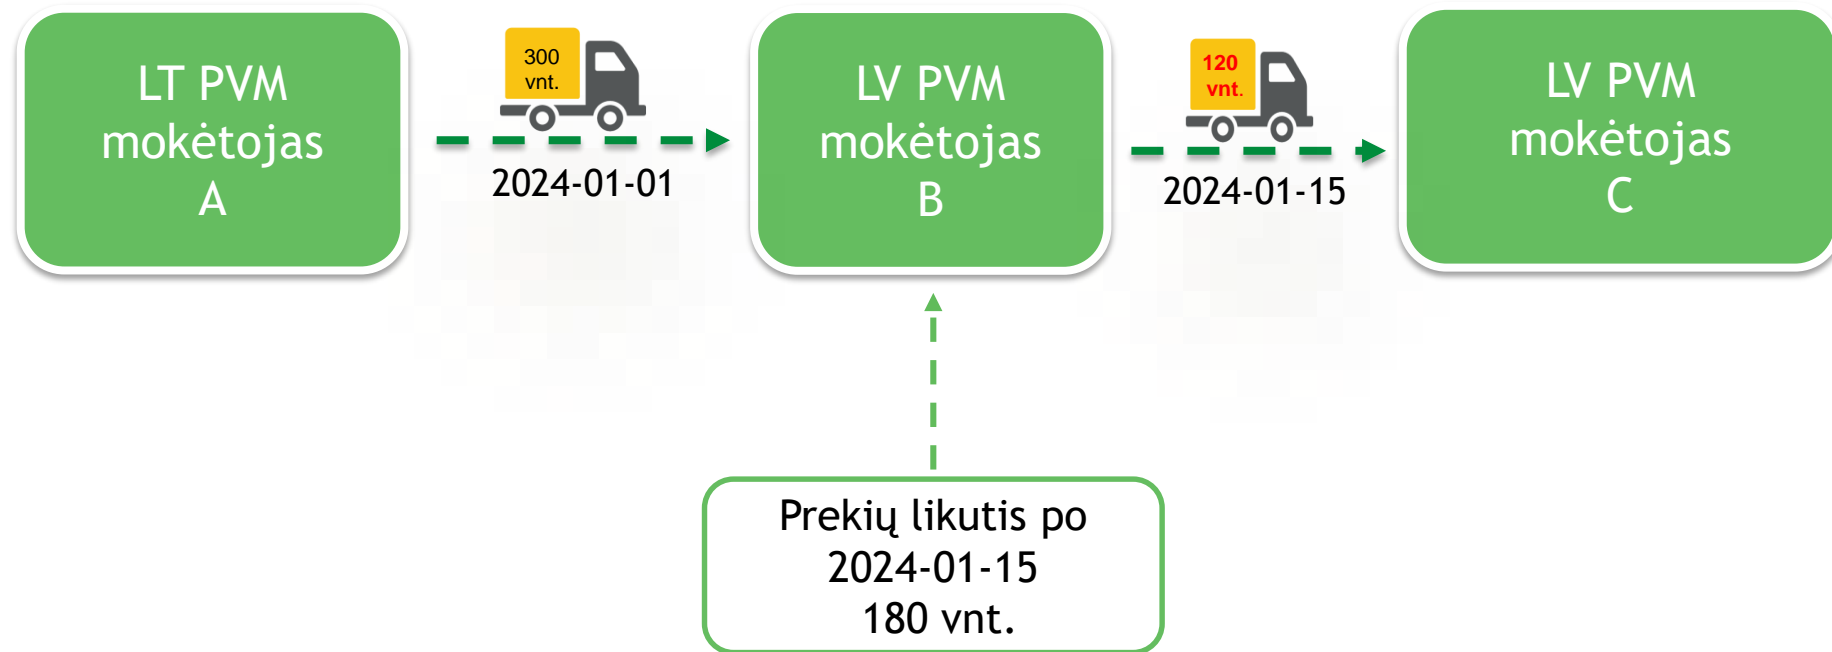 LT PVM
mokėtojas
A
300
vnt.
2024-01-01
LV PVM
mokėtojas
B
120
vnt.
2024-01-15
LV PVM
mokėtojas
C
Prekių likutis po
2024-01-15
180 vnt.